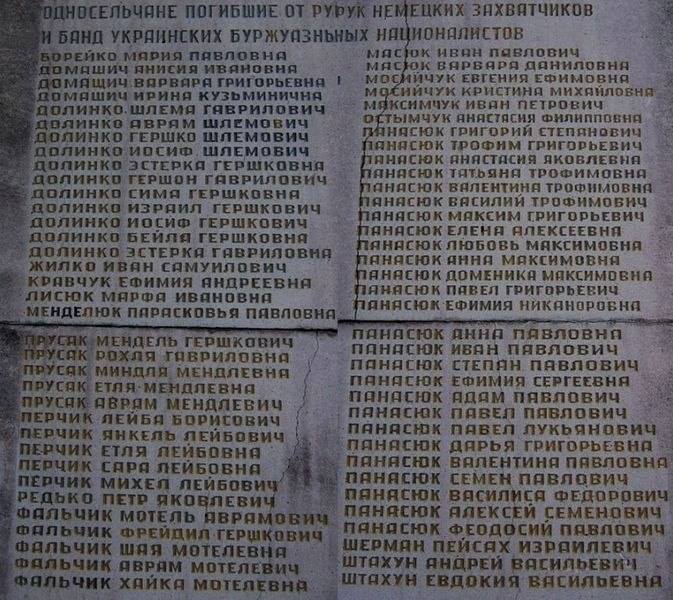 ОДНОСЕЛЬЧАНЕ ПОГИБШИЕ ОТ РУРУК НЕМЕЦКИХ ЗАХВАТЧИКОВ
И БАНД УКРАИНСКИХ БУРЖУАЗНЬНЫХ НАЦИОНАЛИСТОВ
БОРЕЙКО МАРИЯ ПАВЛОВНА
ДОМАШИЧ АНИСИЯ ИВАНОВНА
ДОМАЩИЧ ВАРВАРА ГРИГОРЬЕВНА
ДОМАШИЧ ИРИНА КУЗЬМИНИЧНА
ДОЛИНКО ШЛЕМА ГАВРИЛОВИЧ
ДОЛИНКО АВРАМ ШЛЕМОВИЧ
ДОЛИНКО ГЕРШКО ШЛЕМОВИЧ
ДОЛИНКО ИОСИФ ШЛЕМОВИЧ
ДОЛИНКО ЭСТЕРКА ГЕРШКОВНА
ДОЛИНКО ГЕРШОН ГАВРИЛОВИЧ
ДОЛИНКО СИМА ГЕРШКОВНА
ДОЛИНКО ИЗРАИЛ ГЕРШКОВИЧ
ДОЛИНКО ИОСИФ ГЕРШКОВИЧ
ДОЛИНКО БЕЙЛЯ ГЕРШКОВНА
ДОЛИНКО ЭСТЕРКА ГАВРИЛОВНА
ЖИЛКО ИВАН САМУИЛОВИЧ
КРАВЧУК ЕФИМИЯ АНДРЕЕВНА
ЛИСЮК МАРФА ИВАНОВНА
МЕНДЕЛЮК ПАРАСКОВЬЯ ПАВЛОВНА
МАСЮК ИВАН ПАВЛОВИЧ
МАСЮК ВАРВАРА ДАНИЛОВНА
МОСИЙЧУК ЕВГЕНИЯ ЕФИМОВНА
МОСИЙЧУК КРИСТИНА МИХАЙЛОВНА
МАКСИМЧУК ИВАН ПЕТРОВИЧ
ОСТЫМЧУК АНАСТАСИЯ ФИЛИППОВНА
ПАНАСЮК ГРИГОРИЙ СТЕПАНОВИЧ
ПАНАСЮК ТРОФИМ ГРИГОРЬЕВИЧ
ПАНАСЮК АНАСТАСИЯ ЯКОВЛЕВНА
ПАНАСЮК ТАТЬЯНА ТРОФИМОВНА
ПАНАСЮК ВАЛЕНТИНА ТРОФИМОВНА
ПАНАСЮК ВАСИЛИЙ ТРОФИМОВИЧ
ПАНАСЮК МАКСИМ ГРИГОРЬЕВИЧ
ПАНАСЮК ЕЛЕНА АЛЕКСЕЕВНА
ПАНАСЮК ЛЮБОВЬ МАКСИМОВНА
ПАНАСЮК АННА МАКСИМОВНА
ПАНАСЮК ДОМЕНИКА МАКСИМОВНА
ПАНАСЮК ПАВЕЛ ГРИГОРЬЕВИЧ
ПАНАСЮК ЕФИМИЯ НИКАНОРОВНА
ПРУСАК МЕНДЕЛЬ ГЕРШКОВИЧ
ПРУСАК РОХЛЯ ГАВРИЛОВНА
ПРУСАК МИНДЛЯ МЕНДЛЕВНА
ПРУСАК ЕТЛЯ МЕНДЛЕВНА
ПРУСАК АВРАМ МЕНДЛЕВИЧ
ПЕРЧИК ЛЕЙБА БОРИСОВИЧ
ПЕРЧИК ЯНКЕЛЬ ЛЕЙБОВИЧ
ПЕРЧИК ЕТЛЯ ЛЕЙБОВНА
ПЕРЧИК САРА ЛЕЙБОВНА
ПЕРЧИК МИХЕЛ ЛЕЙБОВИЧ
РЕДЬКО ПЕТР ЯКОВЛЕВИЧ
ФАЛЬЧИК МОТЕЛЬ АВРАМОВИЧ
ФАЛЬЧИК ФРЕЙДИЛ ГЕРШКОВИЧ
ФАЛЬЧИК ШАЯ МОТЕЛЕВНА
ФАЛЬЧИК АВРАМ МОТЕЛЕВИЧ
ФАЛЬЧИК ХАЙКА МОТЕЛЕВНА
ПАНАСЮК АННА ПАВЛОВНА
ПАНАСЮК ИВАН ПАВЛОВИЧ
ПАНАСЮК СТЕПАН ПАВЛОВИЧ
ПАНАСЮК ЕФИМИЯ СЕРГЕЕВНА
ПАНАСЮК АДАМ ПАВЛОВИЧ
ПАНАСЮК ПАВЕЛ ПАВЛОВИЧ
ПАНАСЮК ПАВЕЛ ЛУКЬЯНОВИЧ
ПАНАСЮК ДАРЬЯ ГРИГОРЬЕВНА
ПАНАСЮК ВАЛЕНТИНА ПАВЛОВНА
ПАНАСЮК СЕМЕН ПАВЛОВИЧ
ПАНАСЮК ВАСИЛИСА ФЕДОРОВИЧ
ПАНАСЮК АЛЕКСЕЙ СЕМЕНОВИЧ
ПАНАСЮК ФЕОДОСИЙ ПАВЛОВИЧ
ШЕРМАН ПЕЙСАХ ИЗРАИЛЕВИЧ
ШТАХУН АНДРЕЙ ВАСИЛЬЕВИЧ
ШТАХУН ЕВДОКИЯ ВАСИЛЬЕВНА